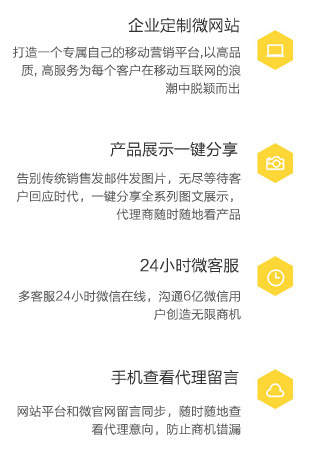 企业定制微网站
打造一个专属自己的移动营销平台,以高品
质, 高服务为每个客户在移动互联网的浪
潮中脱颖而出
产品展示一键分享
告别传统销售发邮件发图片，无尽等待客
户回应时代，一键分享全系列图文展示，
代理商随时随地看产品
24小时微客服
多客服24小时微信在线，沟通6亿微信用
户创造无限商机
手机查看代理留言
网站平台和微官网留言同步，随时随地查
看代理意向，防止商机错漏